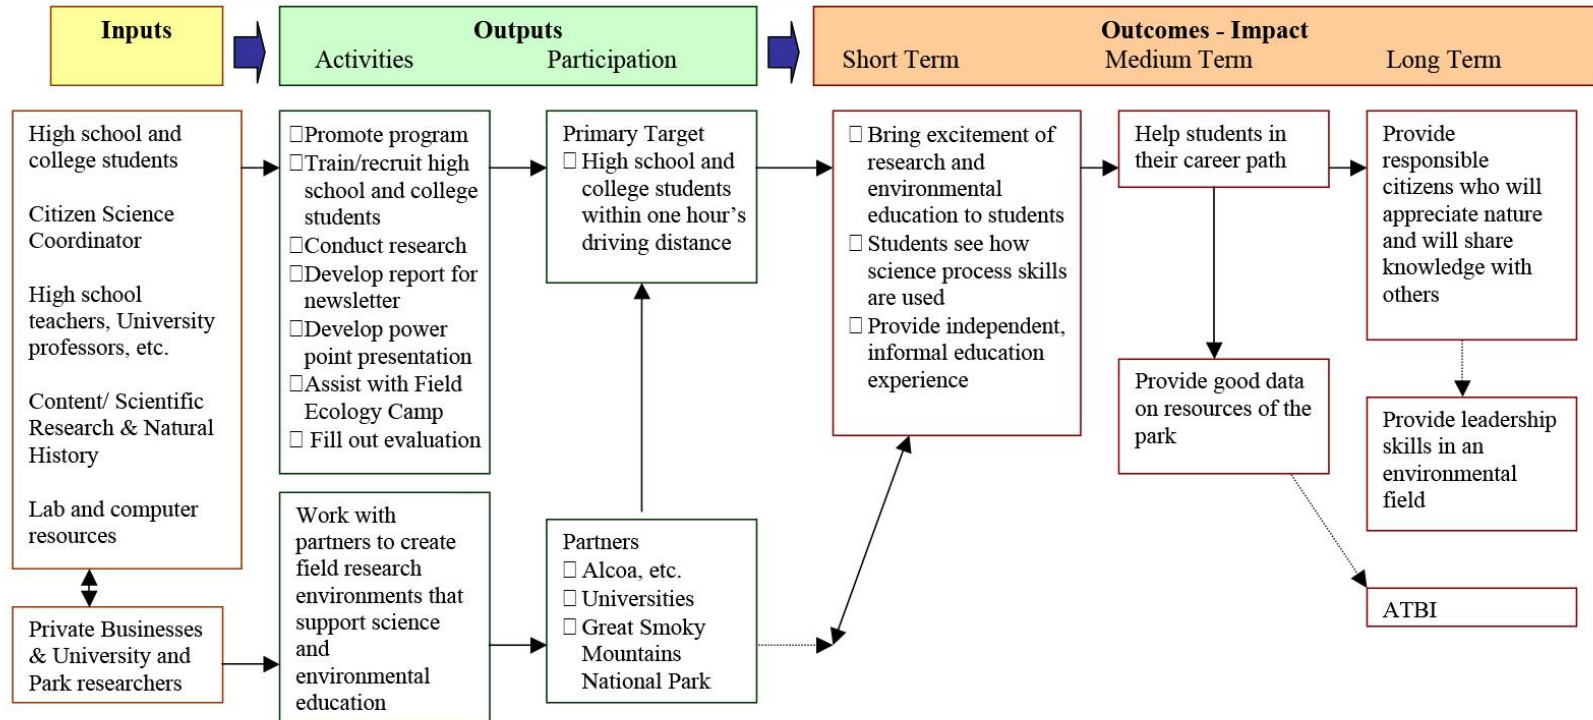 Inputs
Outputs
Activities Participation
Outcomes - Impact
Short Term Medium Term Long Term
High school and
college students
Citizen Science
Coordinator
High school
teachers, University
professors, etc.
Content/ Scientific
Research & Natural
History
Lab and computer
resources
Private Businesses
& University and
Park researchers
□Promote program
□Train/recruit high
school and college
students
□Conduct research
□Develop report for
newsletter
□Develop power
point presentation
□Assist with Field
Ecology Camp
□ Fill out evaluation
Work with
partners to create
field research
environments that
support science
and
environmental
education
Primary Target
□ High school and
college students
within one hour's
driving distance
Partners
□ Alcoa, etc.
□ Universities
□ Great Smoky
Mountains
National Park
□ Bring excitement of
research and
environmental
education to students
□ Students see how
science process skills
are used
□ Provide independent,
informal education
experience
Help students in
their career path
Provide good data
on resources of the
park
Provide
responsible
citizens who will
appreciate nature
and will share
knowledge with
others
Provide leadership
skills in an
environmental
field
ATBI